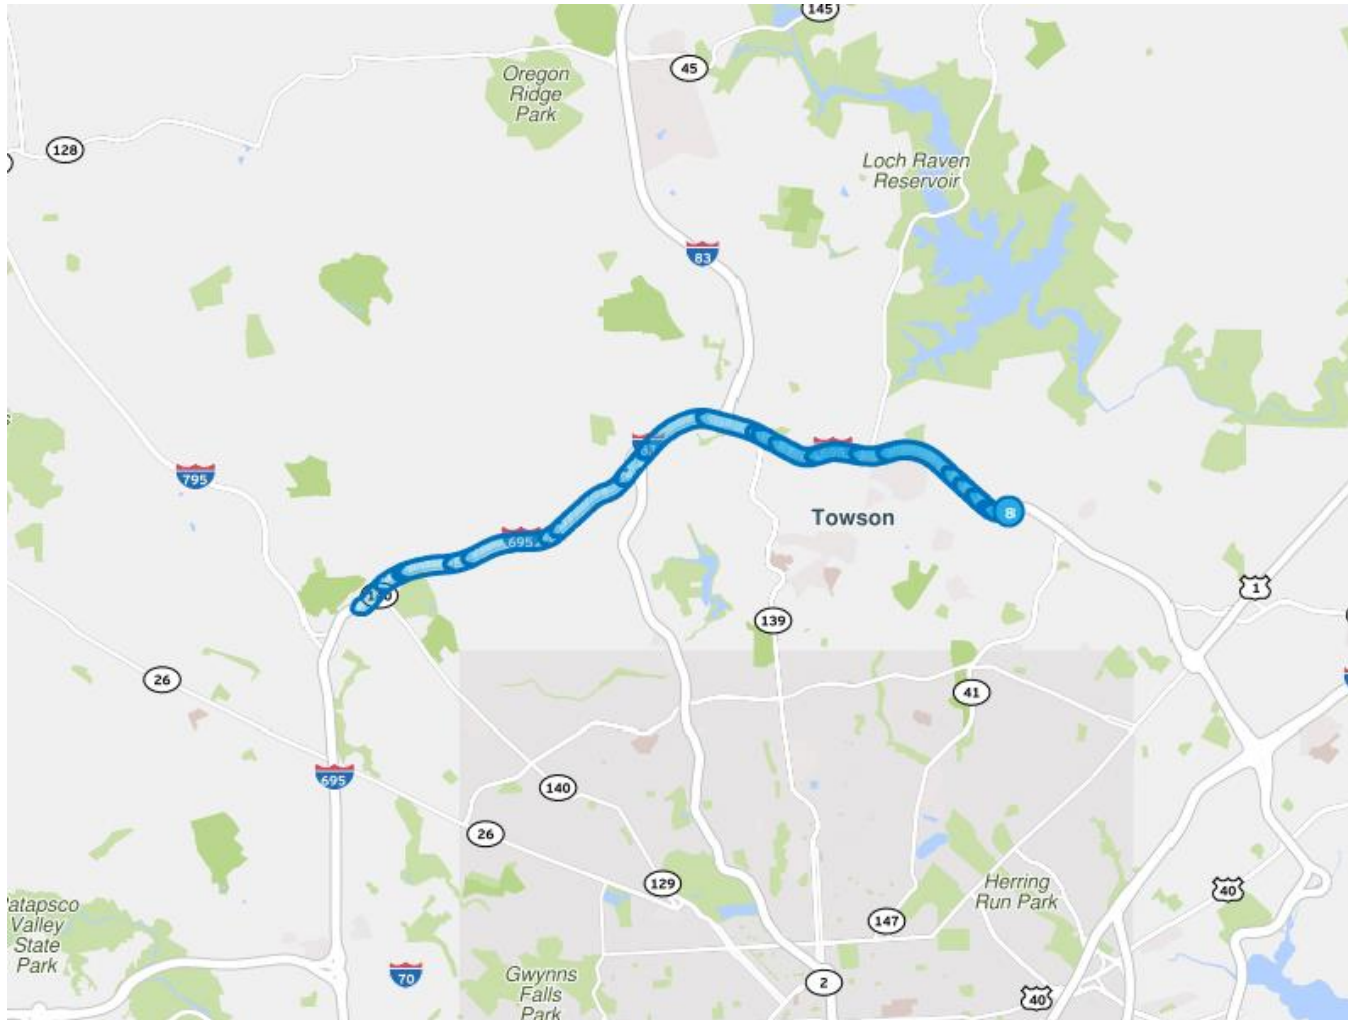 145
45
Oregon
Ridge
Park
128
Loch Raven
Reservoir
83
795
Towson
8
695
1
139
26
41
695
140
26
129
40
Herring
Run Park
147
atapsco
Valley
State
Park
70
Gwynns
Falls
Park
2
40